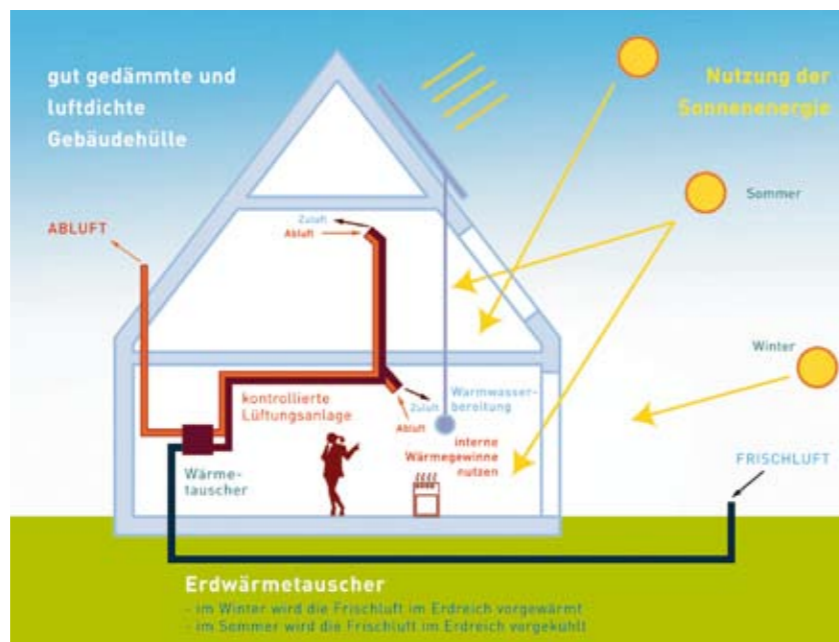 gut gedämmte und
luftdichte
Gebäudehülle
Nutzung der
Sonnenenergie
Sommer
ABLUFT
Zuluft
Abluft
Winter
kontrollierte
Lüftungsanlage
Zuluft
Abluft
Warmwasser-
bereitung
interne
Wärmegewinne
nutzen
Wärme-
tauscher
FRISCHLUFT
Erdwärmetauscher
- im Winter wird die Frischluft im Erdreich vorgewärmt
- im Sommer wird die Frischluft im Erdreich vorgekühlt